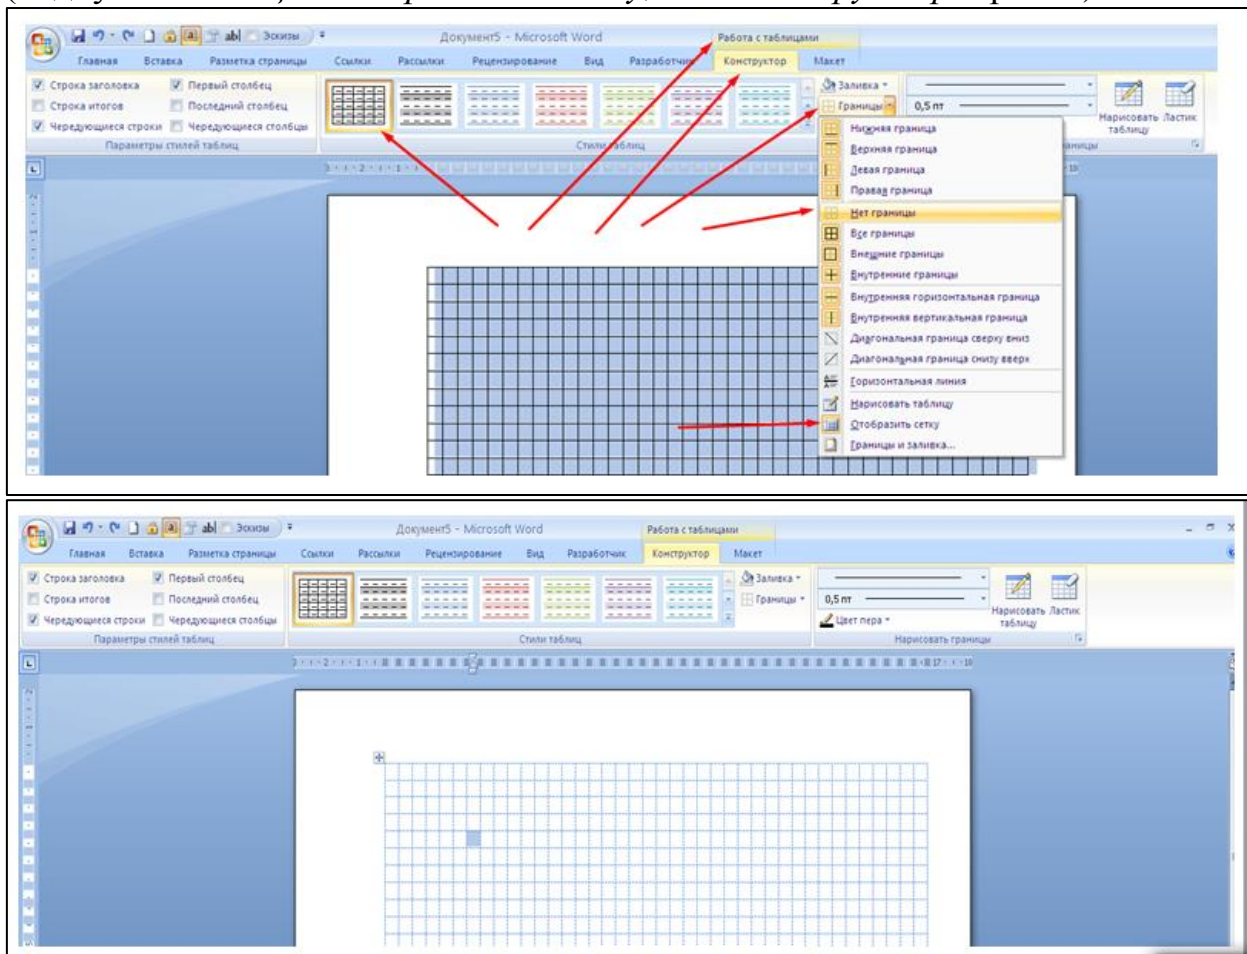 Эскизы
Документ5 - Microsoft Word
Работа с таблицами
Главная Вставка Разметка страницы Ссылки Рассылки Рецензирование Вид Разработчик Конструктор Макет
Строка заголовка Первый столбец
Строка итогов Последний столбец
Чередующиеся строки Чередующиеся столбцы
Параметры стилей таблиц
Стили таблиц
Заливка
Границы
0,5 пт
Нарисовать таблицу
Ластик
Нижняя граница
Верхняя граница
Левая граница
Правая граница
Нет границы
Все границы
Внешние границы
Внутренние границы
Внутренняя горизонтальная граница
Внутренняя вертикальная граница
Диагональная граница сверху вниз
Диагональная граница снизу вверх
Горизонтальная линия
Нарисовать таблицу
Отобразить сетку
Границы и заливка...
Эскизы
Документ5 - Microsoft Word
Работа с таблицами
Главная Вставка Разметка страницы Ссылки Рассылки Рецензирование Вид Разработчик Конструктор Макет
Строка заголовка Первый столбец
Строка итогов Последний столбец
Чередующиеся строки Чередующиеся столбцы
Параметры стилей таблиц
Стили таблиц
Заливка
Границы
0,5 пт
Цвет пера
Нарисовать таблицу
Ластик
Нарисовать границы